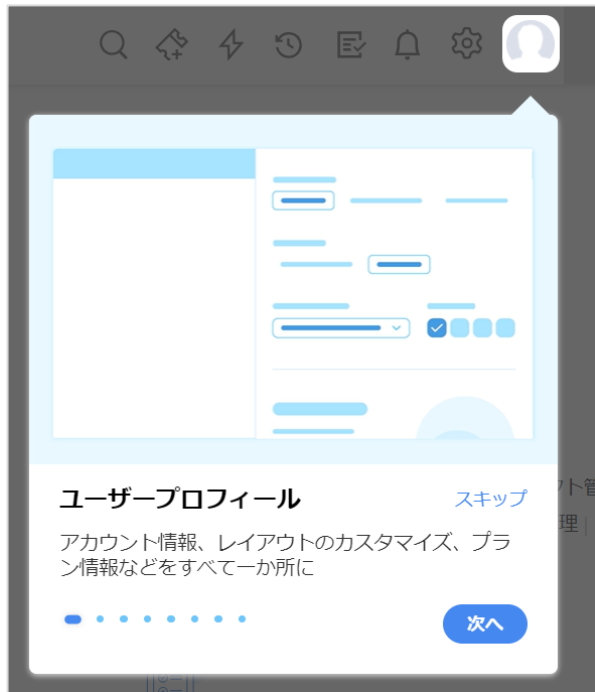 ユーザープロフィール
スキップ
アカウント情報、レイアウトのカスタマイズ、プラ
ン情報などをすべて一か所に
次へ
理